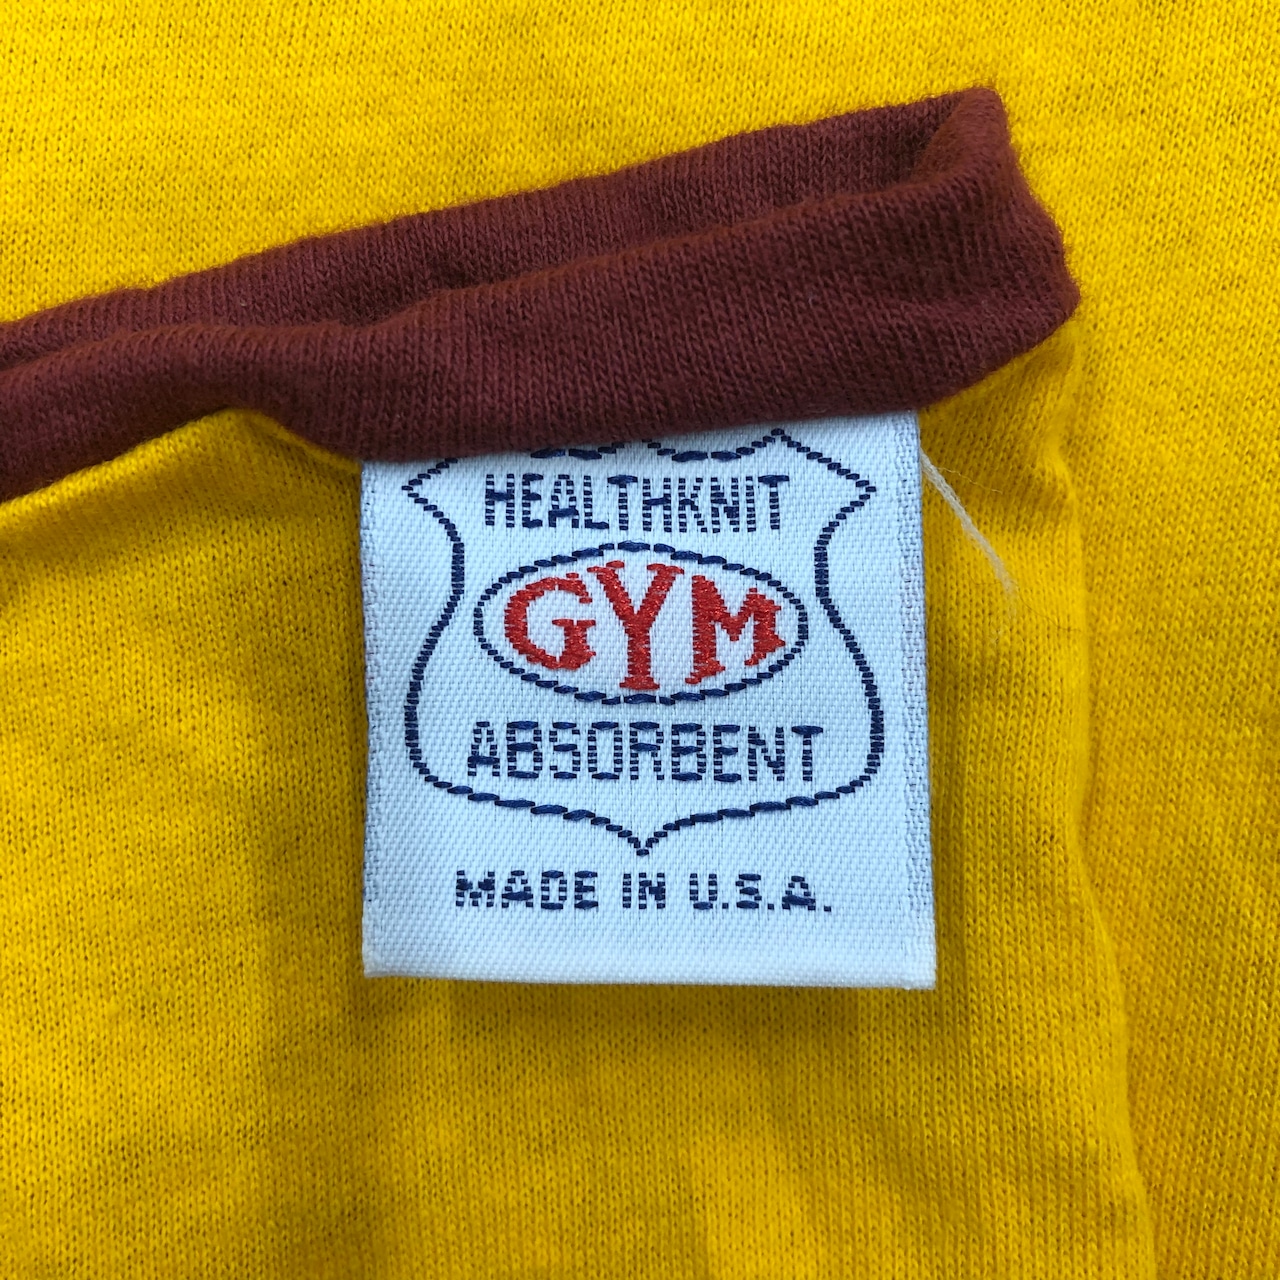 HEALTHKNIT
GYM
ABSORBENT
MADE IN U.S.A.